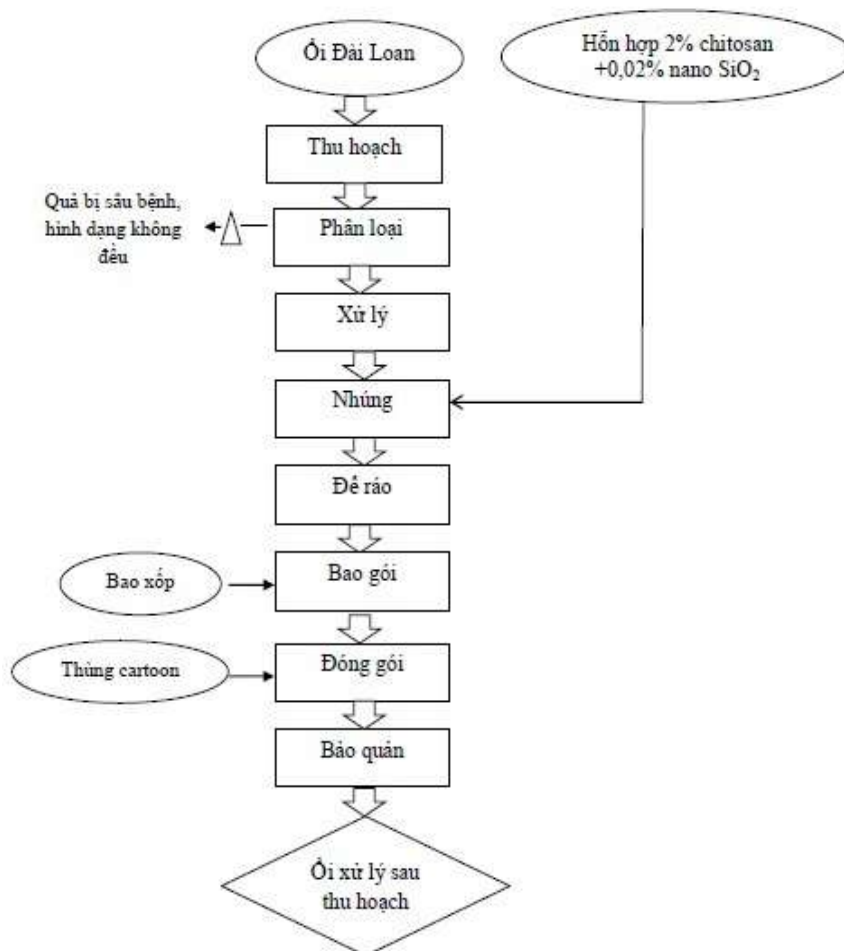 Ổi Đài Loan
Hỗn hợp 2% chitosan
+0,02% nano SiO₂
Thu hoạch
Quả bị sâu bệnh,
hình dạng không
đều
Phân loại
Xử lý
Nhúng
Để ráo
Bao xốp
Bao gói
Thùng cartoon
Đóng gói
Bảo quản
Ổi xử lý sau
thu hoạch